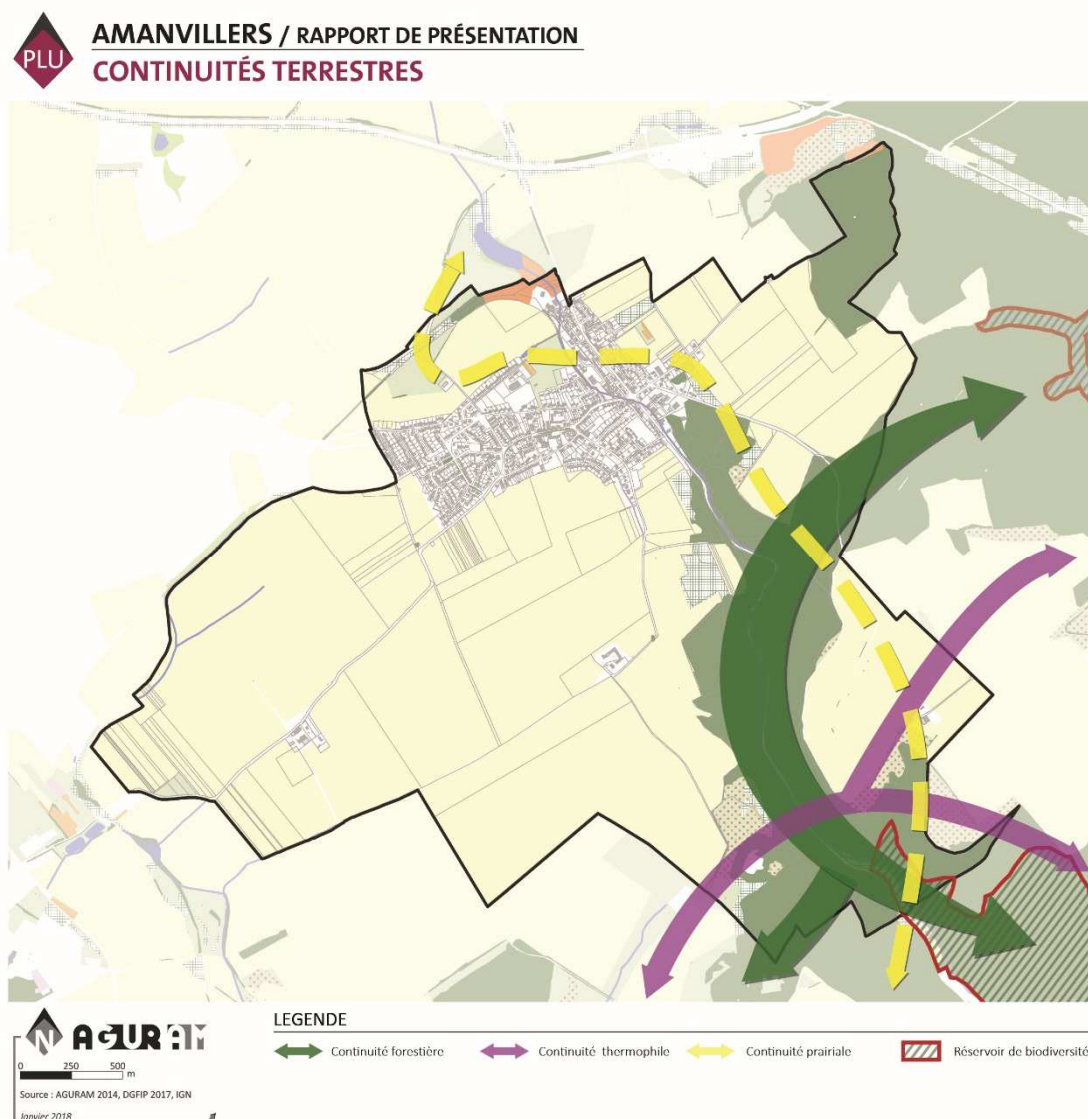 PLU
AMANVILLERS / RAPPORT DE PRÉSENTATION
CONTINUITÉS TERRESTRES
N AGURAM
0 250 500 m
Source : AGURAM 2014, DGFIP 2017, IGN
Janvier 2018
LEGENDE
Continuité forestière
Continuité thermophile
Continuité prairiale
Réservoir de biodiversité